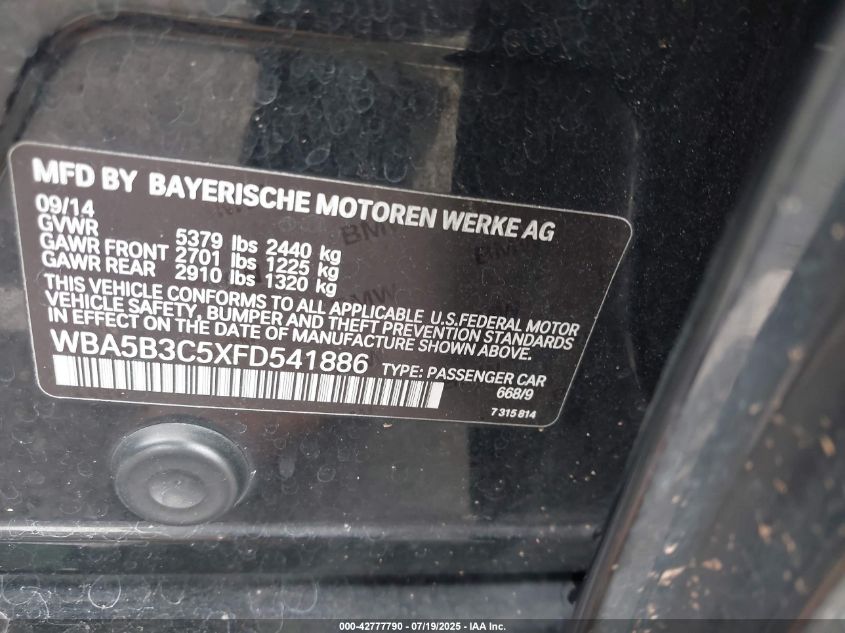 MFD BY BAYERISCHE MOTOREN WERKE AG
09/14
GVWR 5379 lbs 2440 kg
GAWR FRONT 2701 lbs 1225 kg
GAWR REAR 2910 lbs 1320 kg
THIS VEHICLE CONFORMS TO ALL APPLICABLE U.S.FEDERAL MOTOR
VEHICLE SAFETY, BUMPER AND THEFT PREVENTION STANDARDS
IN EFFECT ON THE DATE OF MANUFACTURE SHOWN ABOVE.
WBA5B3C5XFD541886 TYPE: PASSENGER CAR
668/9
7 315 814
000-42777790 - 07/19/2025 - IAA Inc.